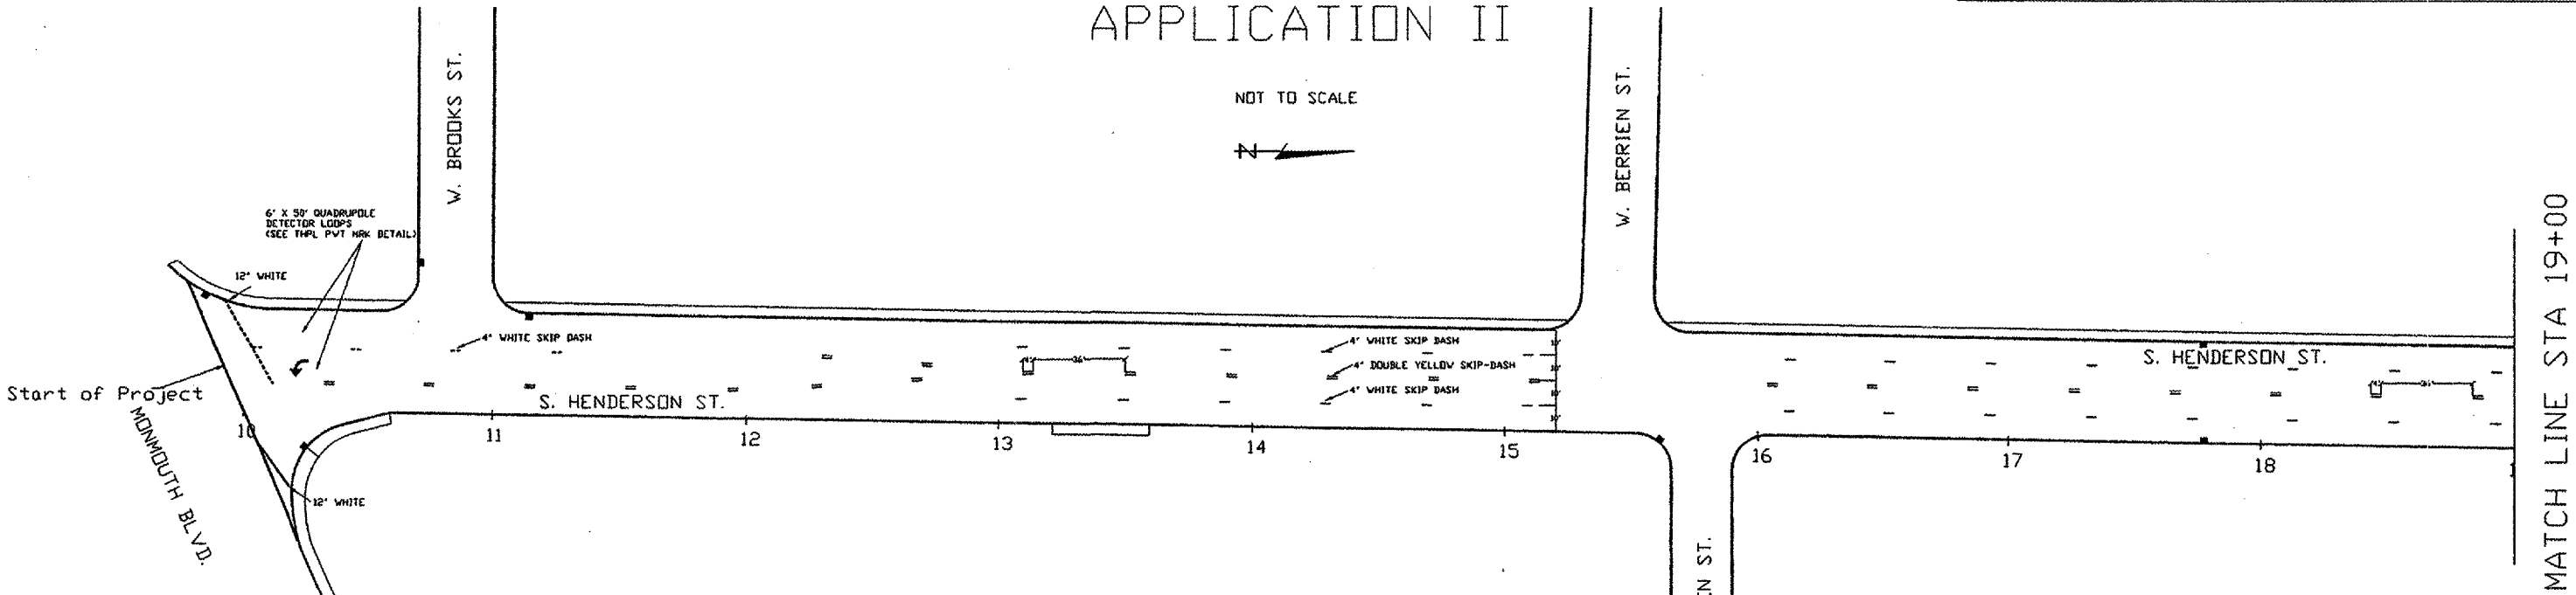 APPLICATION II
NOT TO SCALE
N
W. BROOKS ST.
W. BERRIEN ST.
6' X 50' QUADRUPOLE
DETECTOR LOOPS
(SEE THPL PVT MRK DETAIL)
12" WHITE
4" WHITE SKIP DASH
4" WHITE SKIP DASH
4" DOUBLE YELLOW SKIP-DASH
4" WHITE SKIP DASH
Start of Project
MONMOUTH BLVD.
S. HENDERSON ST.
S. HENDERSON ST.
12" WHITE
10
11
12
13
14
15
16
17
18
1
EN ST.
MATCH LINE STA 19+00